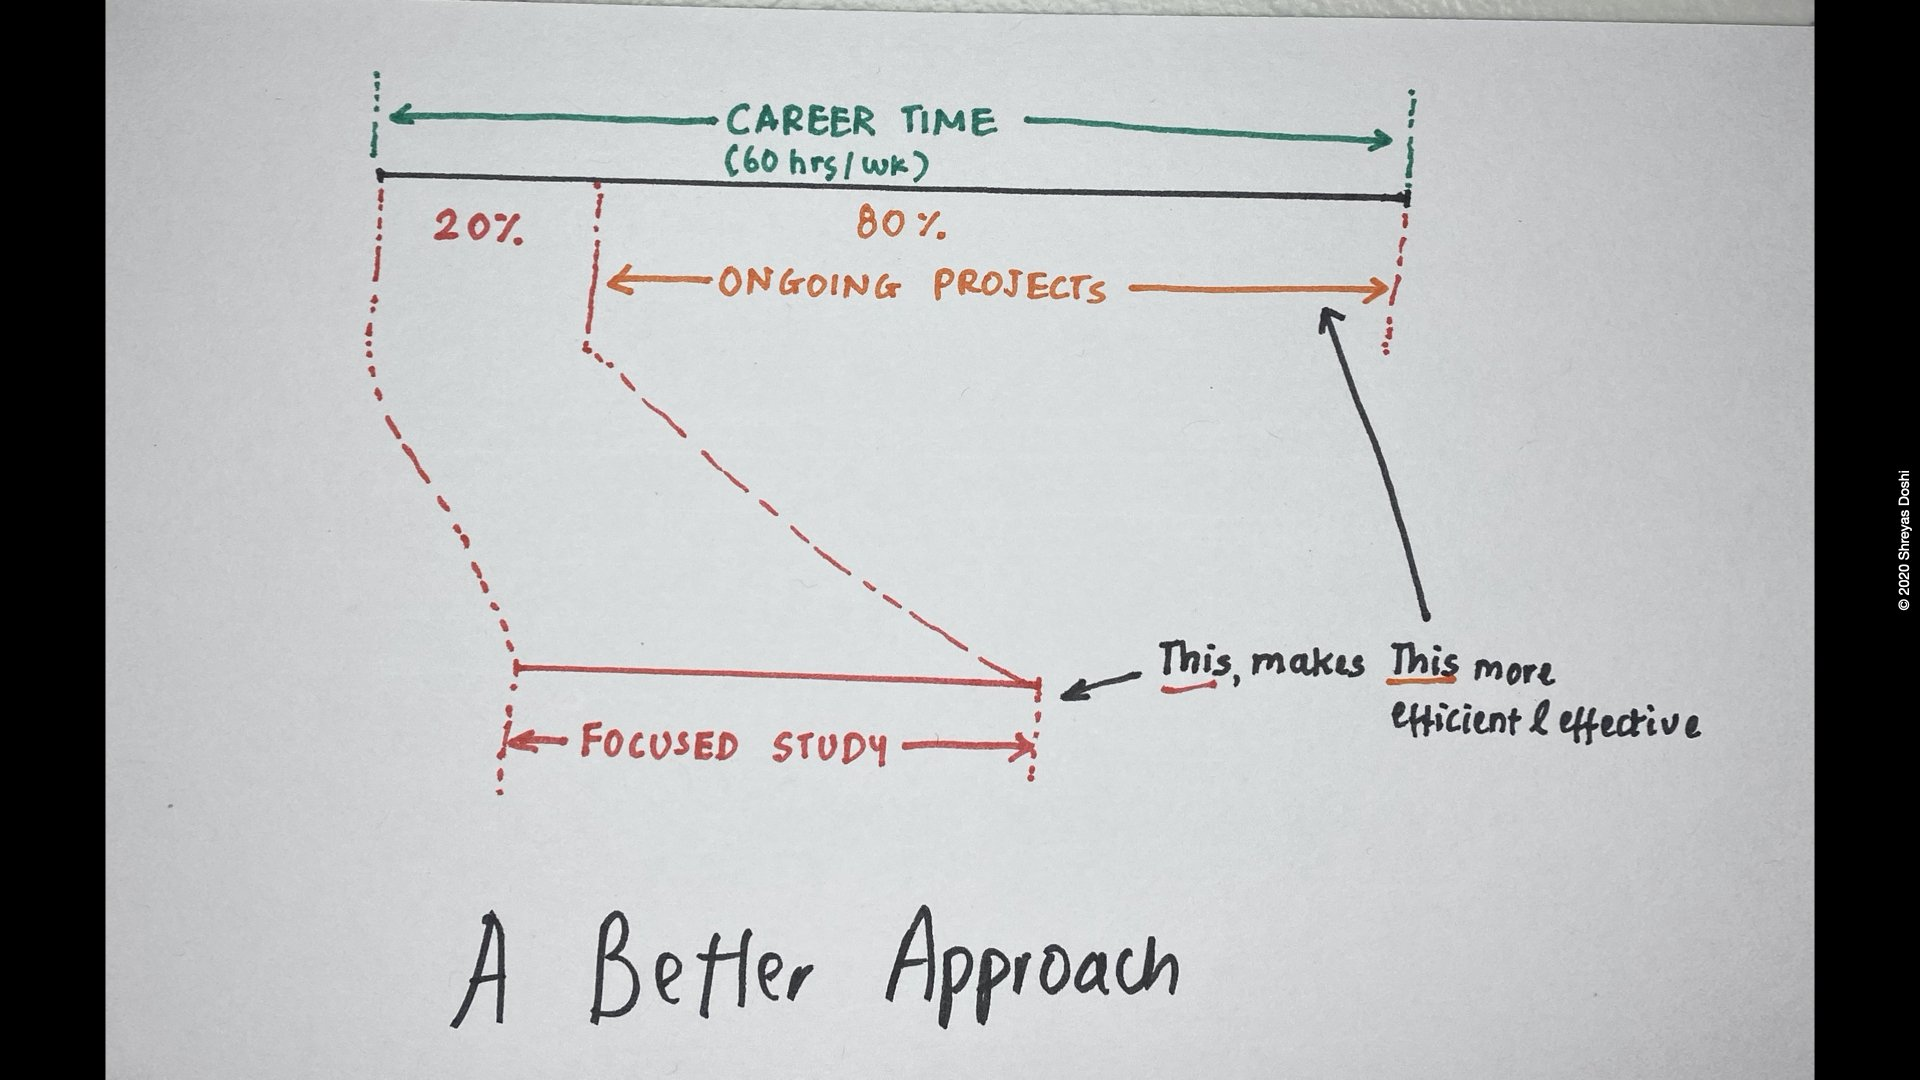 CAREER TIME
(60 hrs/wk)
20%
80%
ONGOING PROJECTS
This, makes This more
efficient & effective
FOCUSED STUDY
A Better Approach
© 2020 Shreyas Doshi